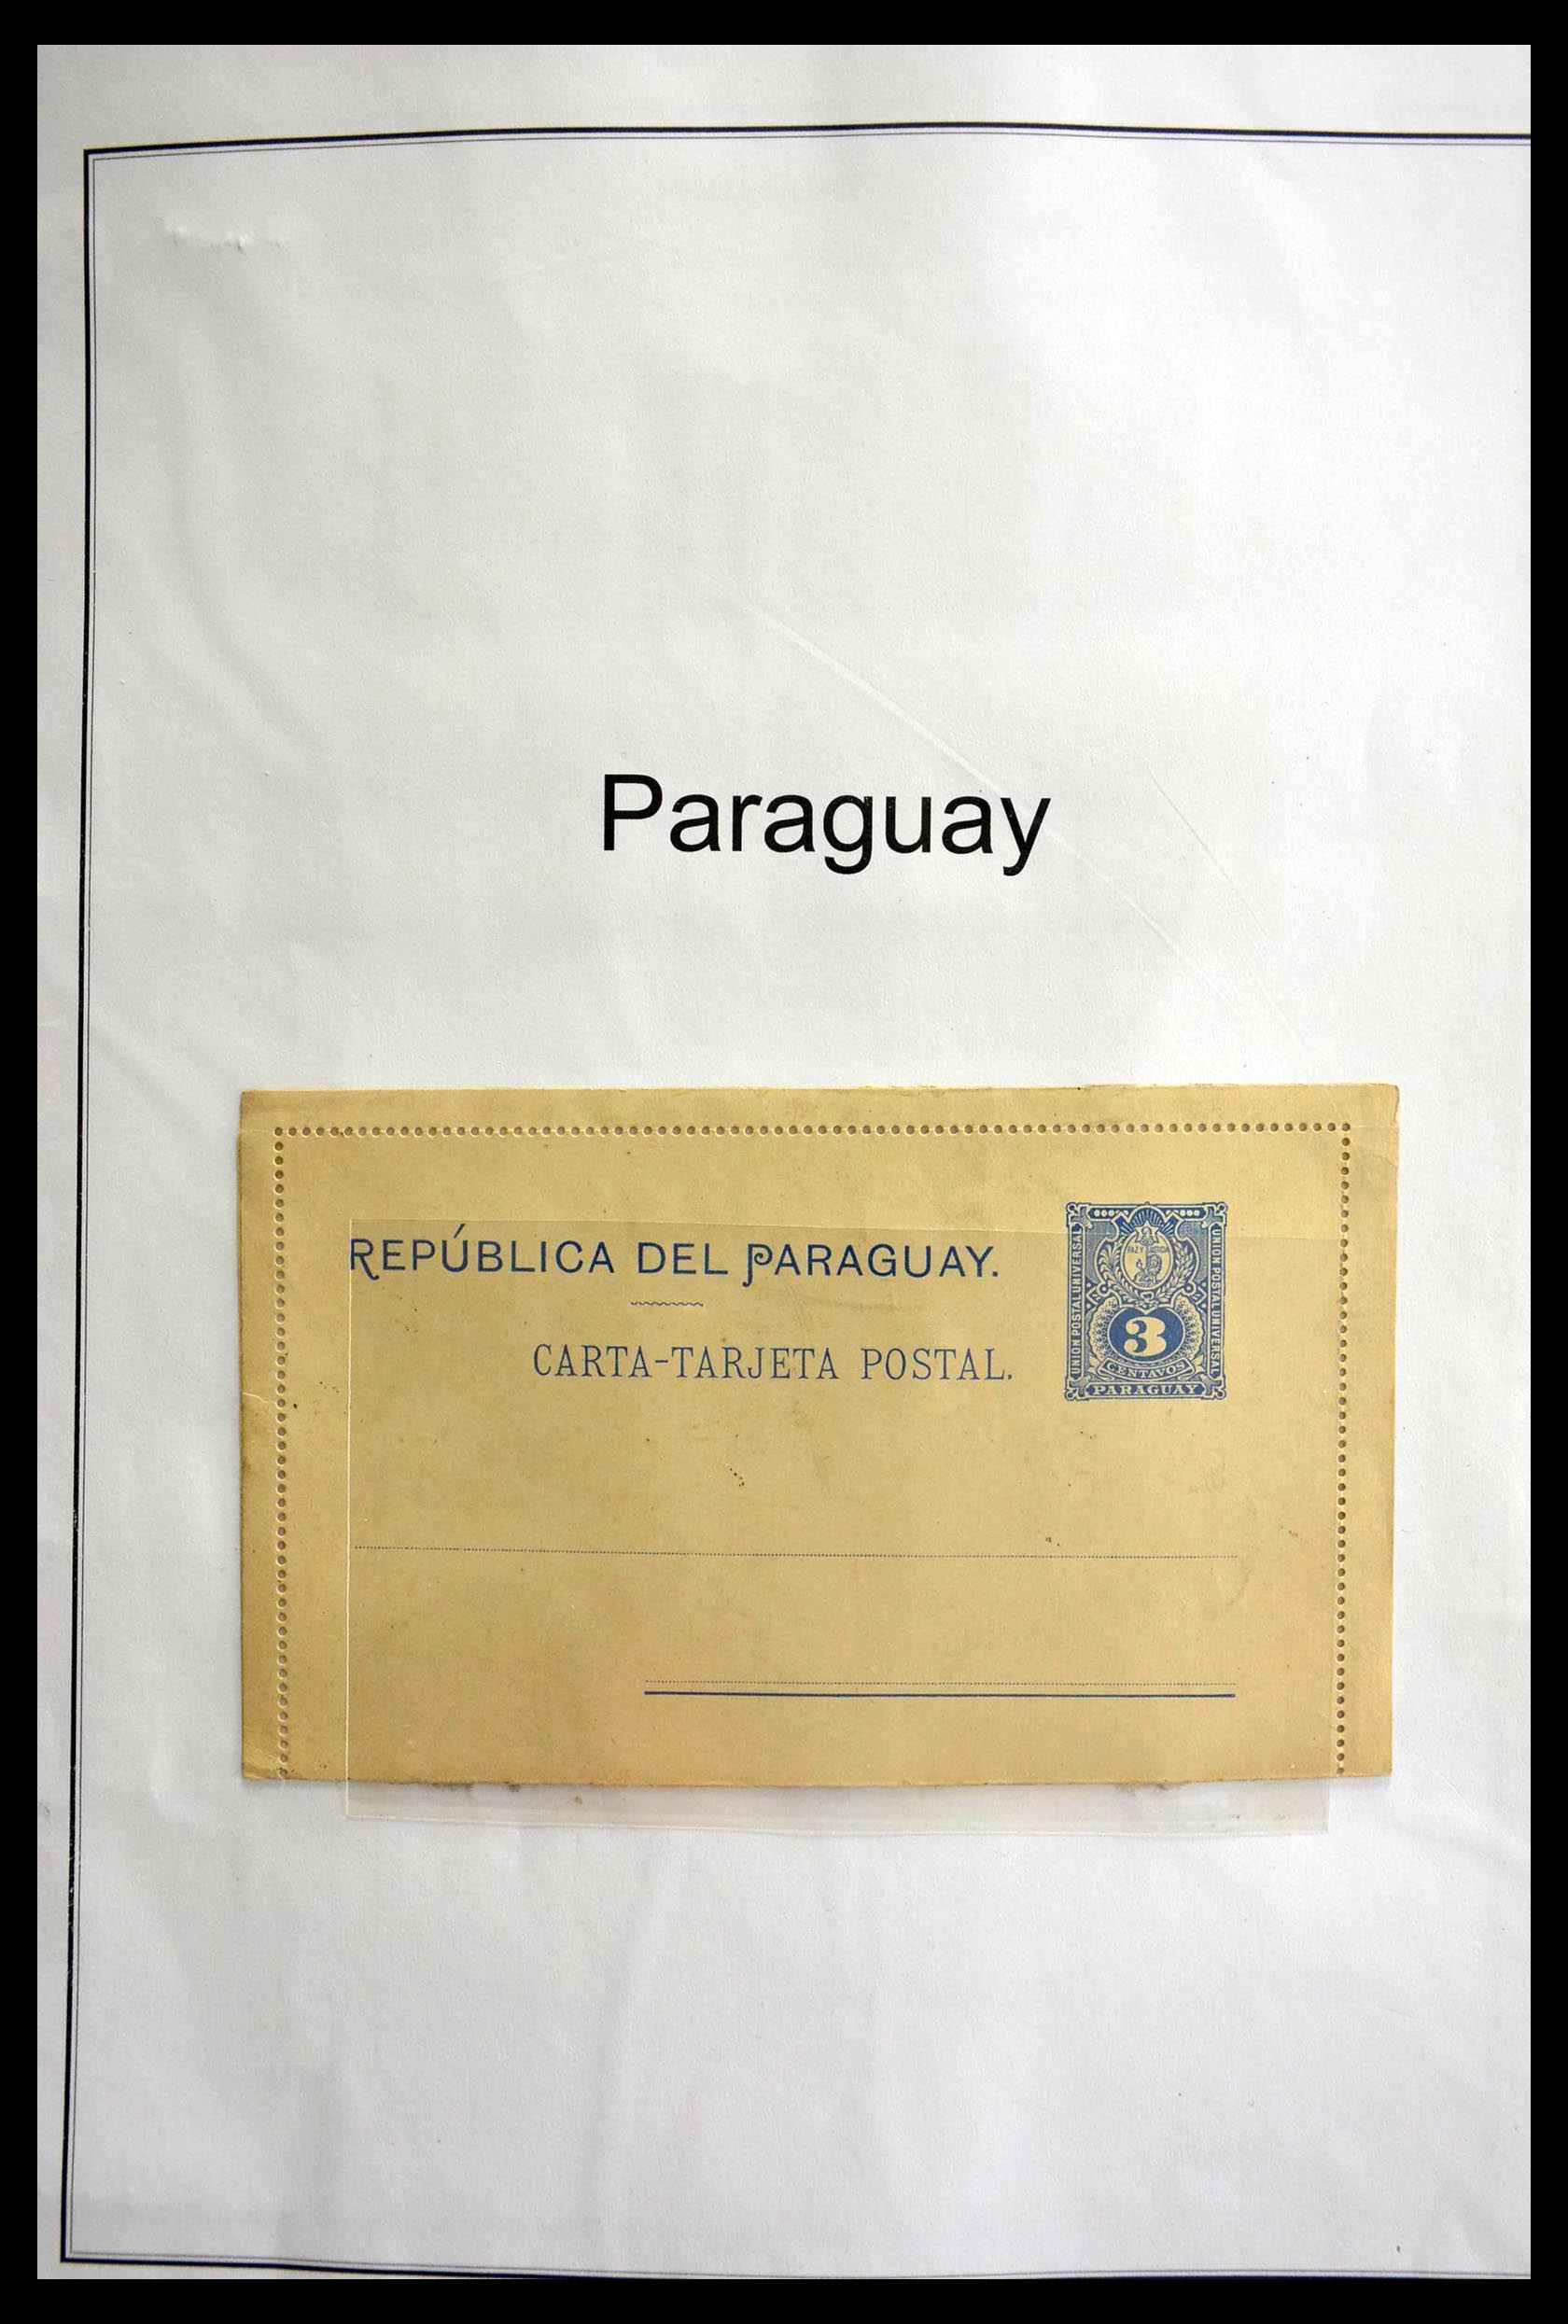 Paraguay
REPÚBLICA DEL PARAGUAY.
CARTA-TARJETA POSTAL.
UNION POSTAL UNIVERSAL
UNION POSTAL UNIVERSAL
PAZ Y JUSTICIA
3
CENTAVOS
PARAGUAY